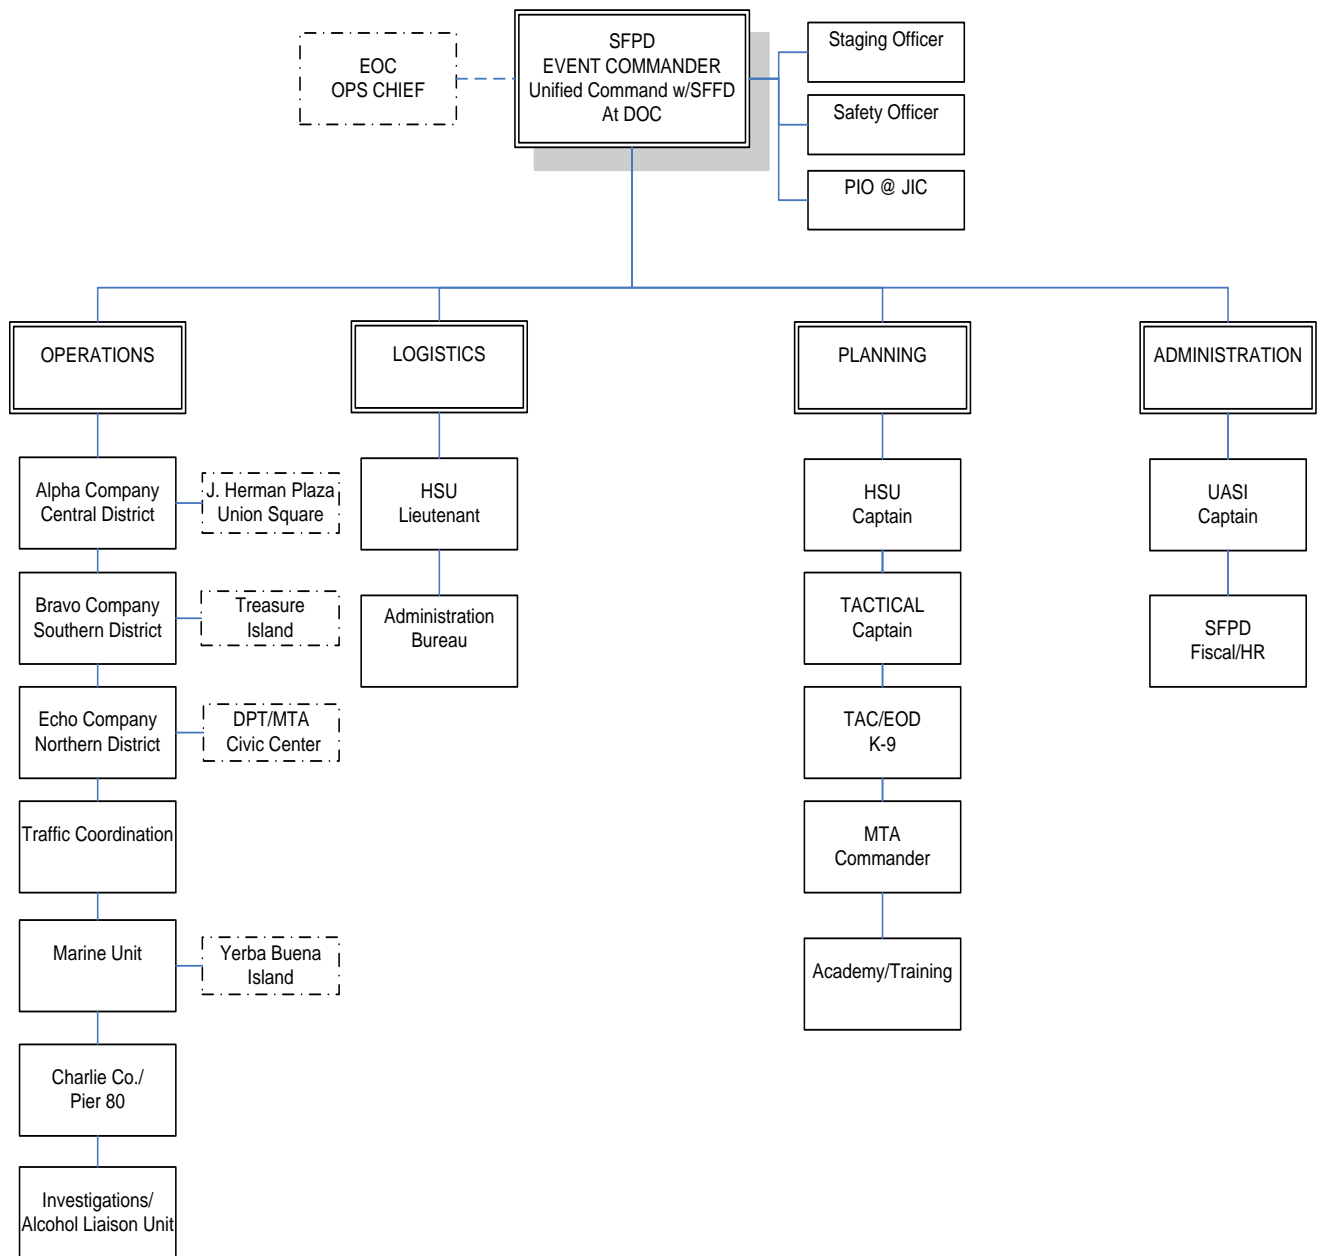 EOC
OPS CHIEF
SFPD
EVENT COMMANDER
Unified Command w/SFFD
At DOC
Staging Officer
Safety Officer
PIO @ JIC
OPERATIONS
LOGISTICS
PLANNING
ADMINISTRATION
Alpha Company
Central District
J. Herman Plaza
Union Square
HSU
Lieutenant
HSU
Captain
UASI
Captain
Bravo Company
Southern District
Treasure
Island
Administration
Bureau
TACTICAL
Captain
SFPD
Fiscal/HR
Echo Company
Northern District
DPT/MTA
Civic Center
TAC/EOD
K-9
Traffic Coordination
MTA
Commander
Marine Unit
Yerba Buena
Island
Academy/Training
Charlie Co./
Pier 80
Investigations/
Alcohol Liaison Unit